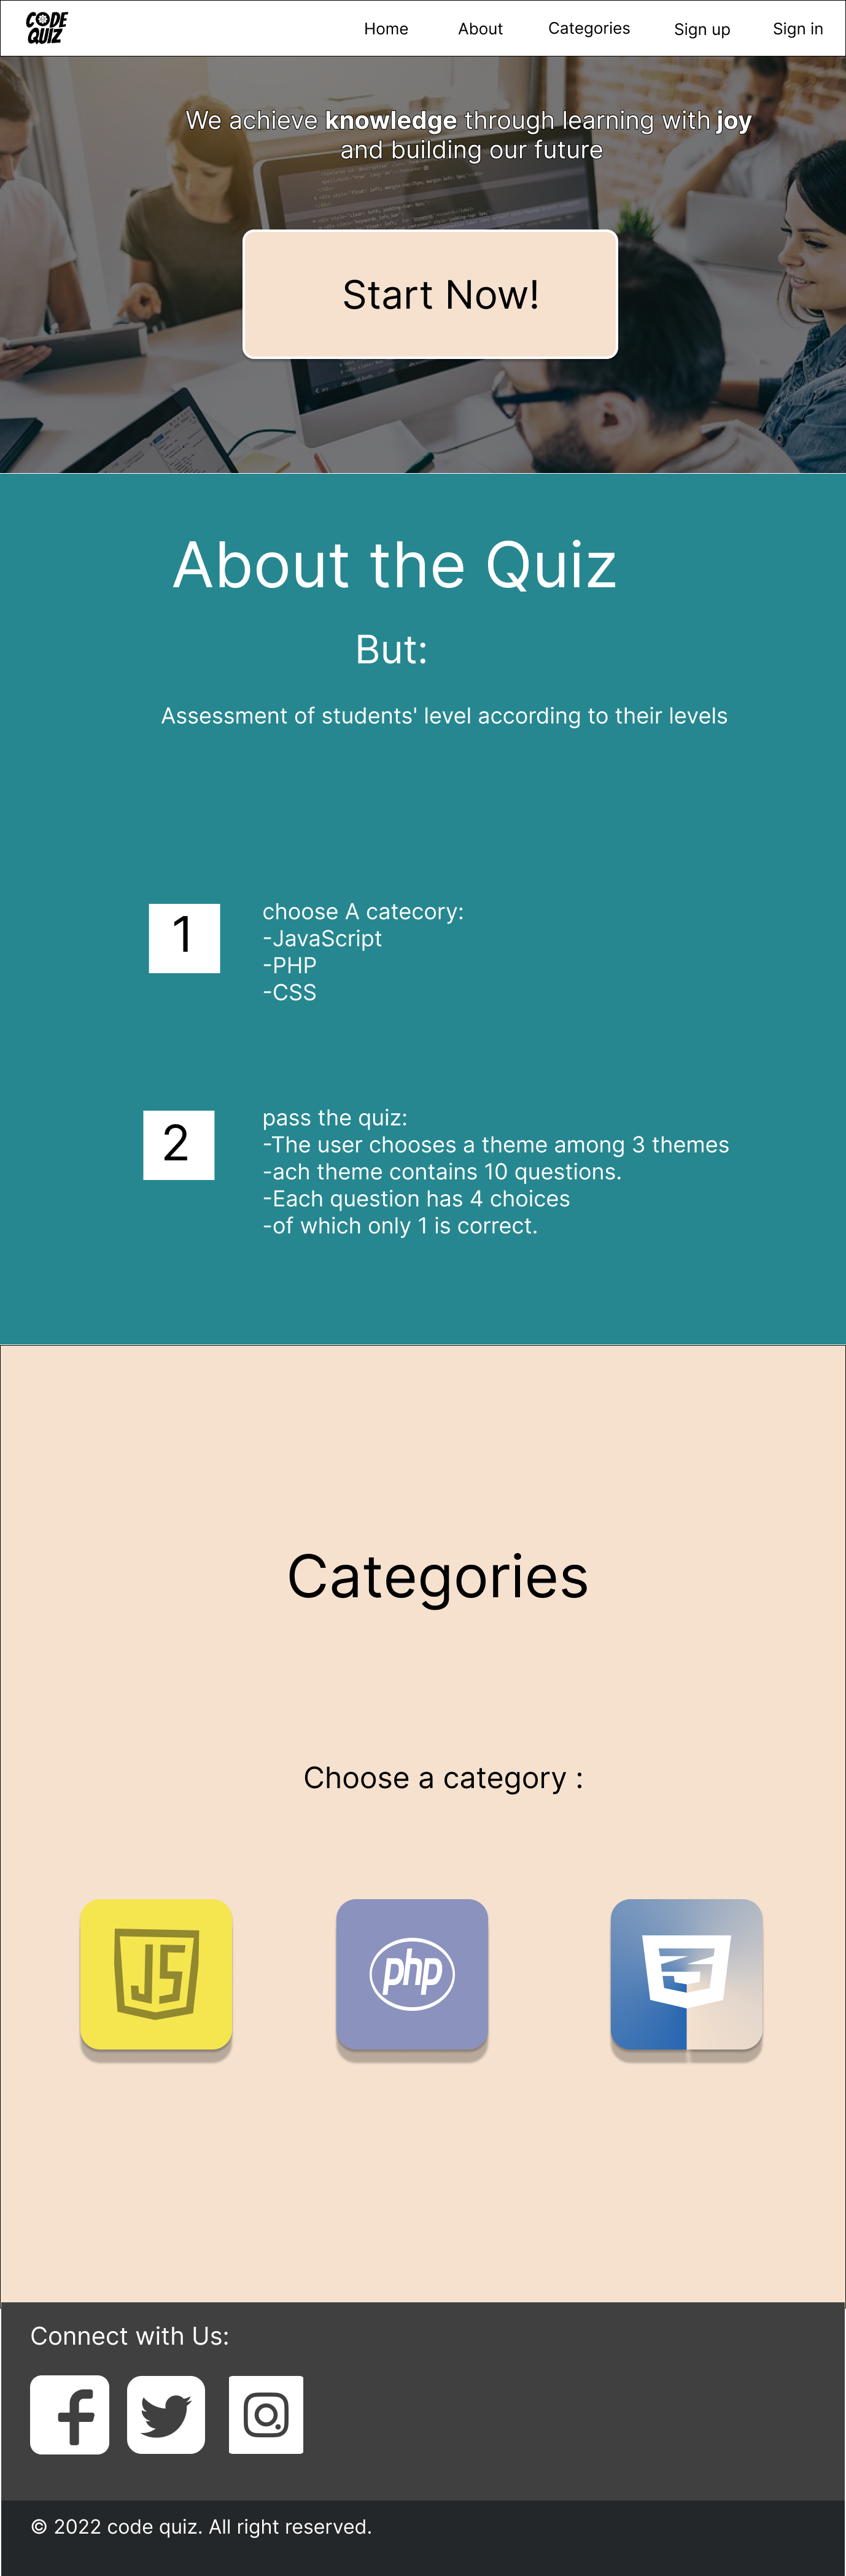 CODE
QUIZ
Home
About
Categories
Sign up
Sign in
We achieve knowledge through learning with joy
and building our future
Start Now!
About the Quiz
But:
Assessment of students' level according to their levels
1
choose A catecory:
-JavaScript
-PHP
-CSS
2
pass the quiz:
-The user chooses a theme among 3 themes
-ach theme contains 10 questions.
-Each question has 4 choices
-of which only 1 is correct.
Categories
Choose a category :
JS
php
Connect with Us:
© 2022 code quiz. All right reserved.